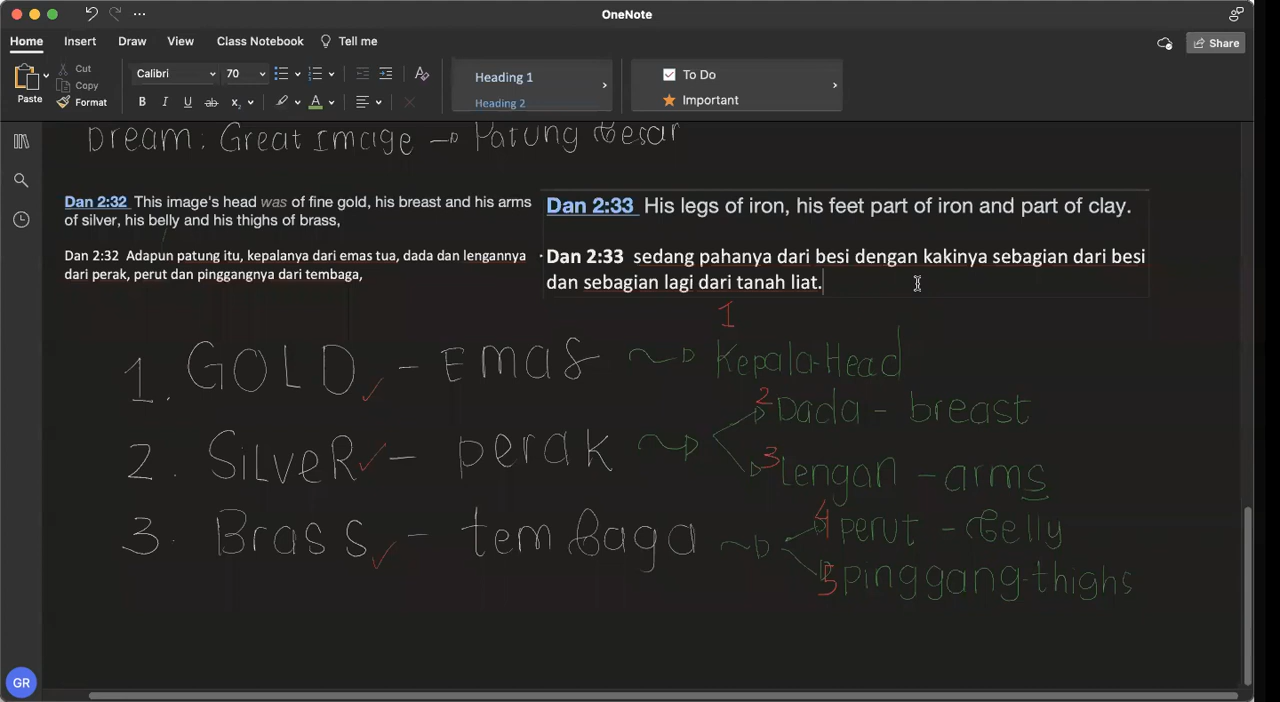 OneNote
Home Insert Draw View Class Notebook Tell me
Share
Paste
Cut
Copy
Format
Calibri 70
B I U ab x₂ A
Heading 1
Heading 2
To Do
Important
Dream: Great Image → Patung besar
Dan 2:32 This image's head was of fine gold, his breast and his arms
of silver, his belly and his thighs of brass,
Dan 2:32 Adapun patung itu, kepalanya dari emas tua, dada dan lengannya
dari perak, perut dan pinggangnya dari tembaga,
Dan 2:33 His legs of iron, his feet part of iron and part of clay.
Dan 2:33 sedang pahanya dari besi dengan kakinya sebagian dari besi
dan sebagian lagi dari tanah liat.
1. GOLD - Emas
1
Kepala-Head
2. SiLveR - perak
2 Dada - breast
3 Lengan - arms
3. Brass - tembaga
4 perut - belly
5 pinggang-thighs
GR